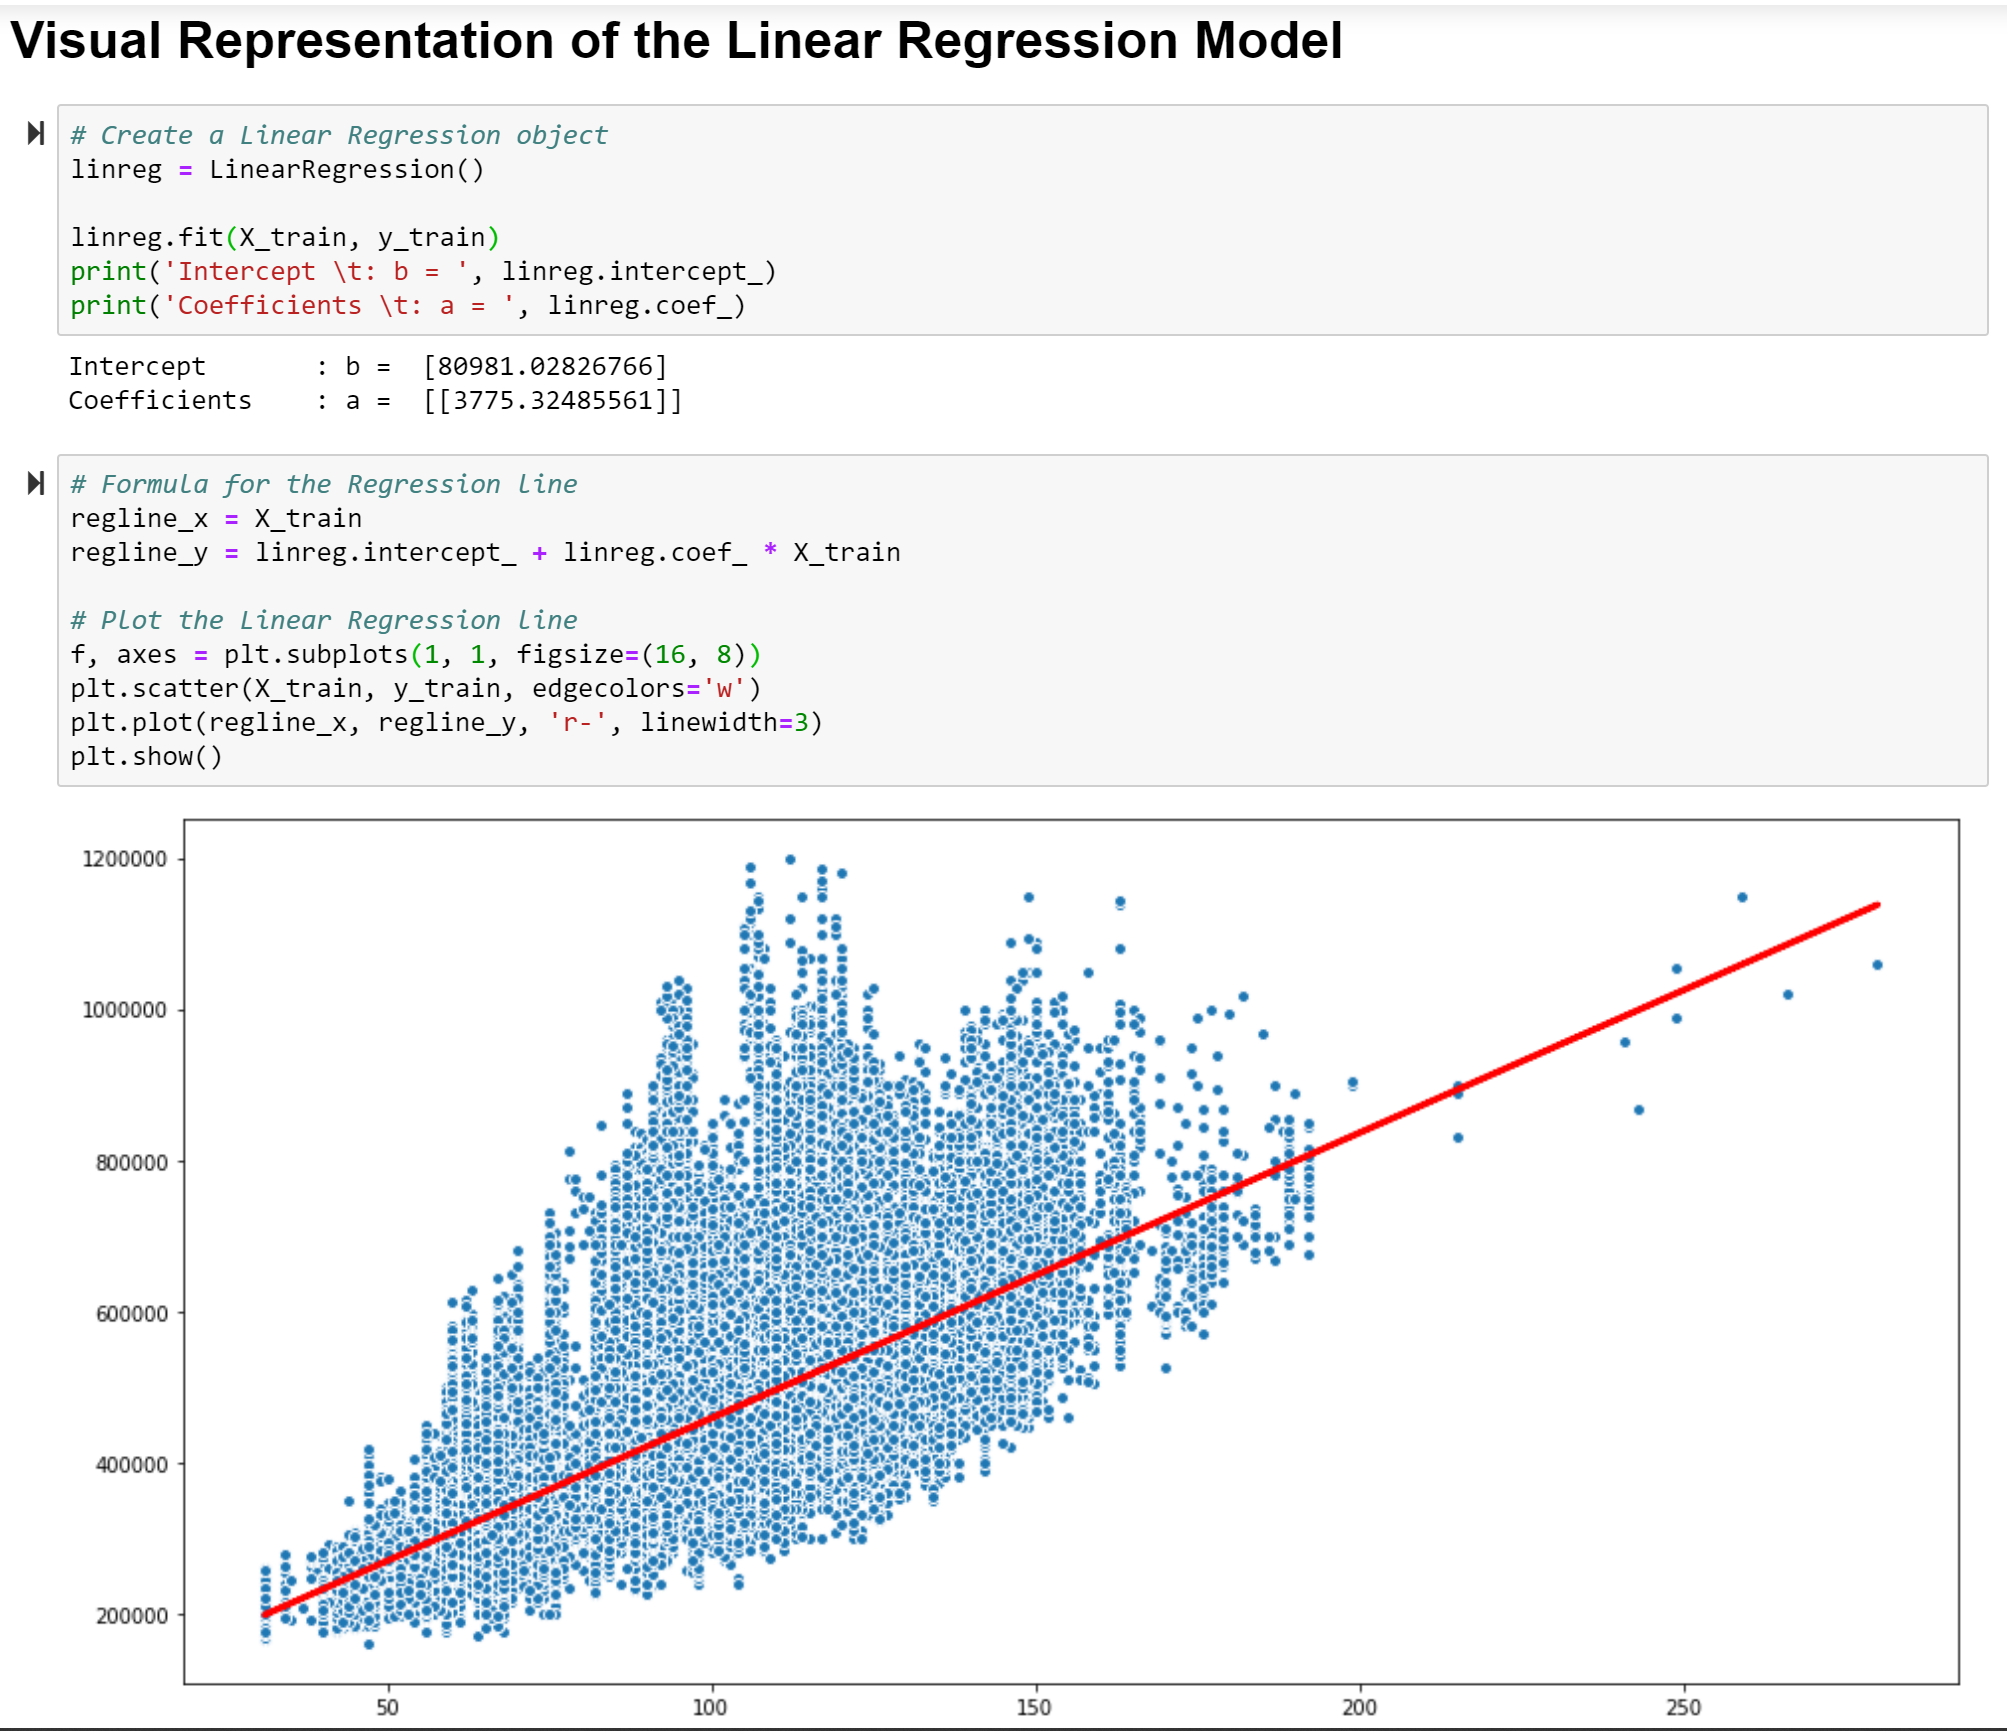 Visual Representation of the Linear Regression Model
# Create a Linear Regression object
linreg = LinearRegression()
linreg.fit(X_train, y_train)
print('Intercept \t: b = ', linreg.intercept_)
print('Coefficients \t: a = ', linreg.coef_)
Intercept : b = [80981.02826766]
Coefficients : a = [[3775.32485561]]
# Formula for the Regression line
regline_x = X_train
regline_y = linreg.intercept_ + linreg.coef_ * X_train
# Plot the Linear Regression line
f, axes = plt.subplots(1, 1, figsize=(16, 8))
plt.scatter(X_train, y_train, edgecolors='w')
plt.plot(regline_x, regline_y, 'r-', linewidth=3)
plt.show()
1200000
1000000
800000
600000
400000
200000
50 100 150 200 250